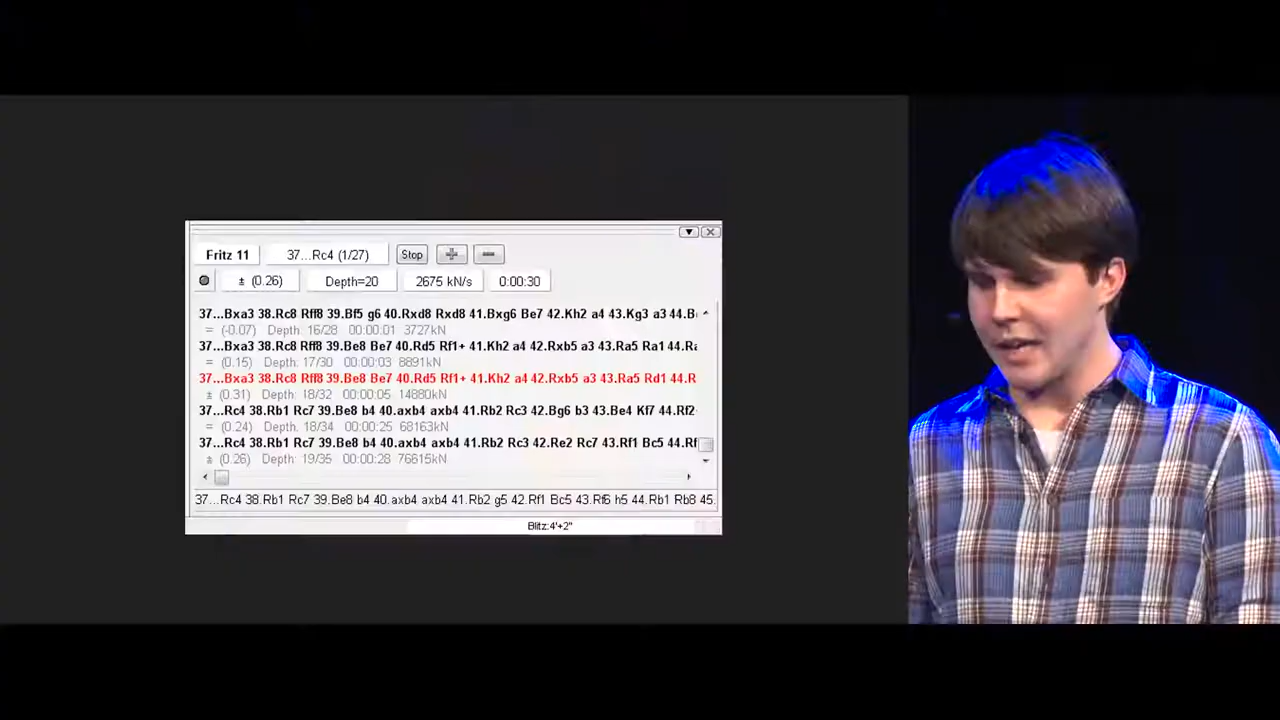 Fritz 11 37...Rc4 (1/27) Stop
± (0.26) Depth=20 2675 kN/s 0:00:30
37...Bxa3 38.Rc8 Rff8 39.Bf5 g6 40.Rxd8 Rxd8 41.Bxg6 Be7 42.Kh2 a4 43.Kg3 a3 44.B
= (-0.07) Depth: 16/28 00:00:01 3727kN
37...Bxa3 38.Rc8 Rff8 39.Be8 Be7 40.Rd5 Rf1+ 41.Kh2 a4 42.Rxb5 a3 43.Ra5 Ra1 44.Ra
= (0.15) Depth: 17/30 00:00:03 8891kN
37...Bxa3 38.Rc8 Rff8 39.Be8 Be7 40.Rd5 Rf1+ 41.Kh2 a4 42.Rxb5 a3 43.Ra5 Rd1 44.R
± (0.31) Depth: 18/32 00:00:05 14880kN
37...Rc4 38.Rb1 Rc7 39.Be8 b4 40.axb4 axb4 41.Rb2 Rc3 42.Bg6 b3 43.Be4 Kf7 44.Rf2
= (0.24) Depth: 18/34 00:00:25 68163kN
37...Rc4 38.Rb1 Rc7 39.Be8 b4 40.axb4 axb4 41.Rb2 Rc3 42.Re2 Rc7 43.Rf1 Bc5 44.Rf
± (0.26) Depth: 19/35 00:00:28 76615kN
37...Rc4 38.Rb1 Rc7 39.Be8 b4 40.axb4 axb4 41.Rb2 g5 42.Rf1 Bc5 43.Rf6 h5 44.Rb1 Rb8 45.
Blitz:4'+2"